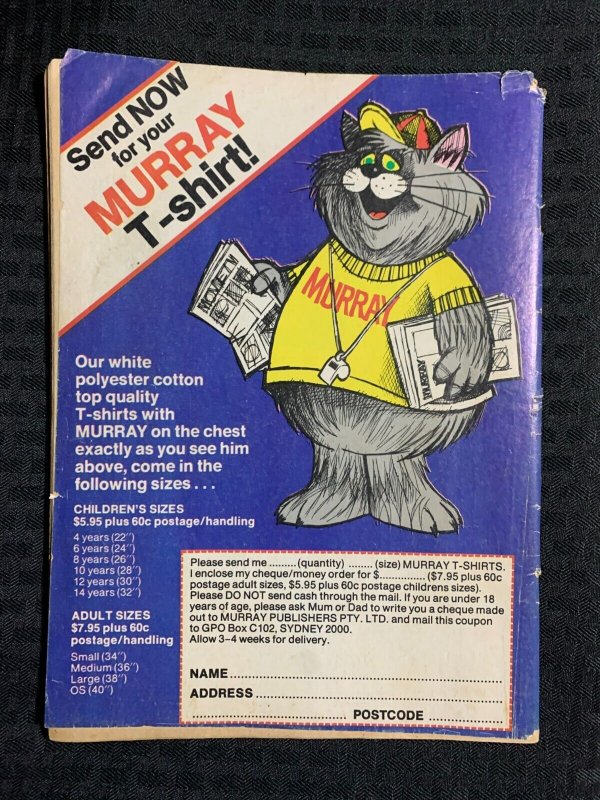 Send NOW
for your
MURRAY
T-shirt!
MURRAY
MOVIE TV
Our white
polyester cotton
top quality
T-shirts with
MURRAY on the chest
exactly as you see him
above, come in the
following sizes...
CHILDREN'S SIZES
$5.95 plus 60c postage/handling
4 years (22″)
6 years (24″)
8 years (26″)
10 years (28″)
12 years (30″)
14 years (32″)
ADULT SIZES
$7.95 plus 60c
postage/handling
Small (34″)
Medium (36″)
Large (38″)
OS (40″)
Please send me ......... (quantity) ........ (size) MURRAY T-SHIRTS.
I enclose my cheque/money order for $............... ($7.95 plus 60c
postage adult sizes, $5.95 plus 60c postage childrens sizes).
Please DO NOT send cash through the mail. If you are under 18
years of age, please ask Mum or Dad to write you a cheque made
out to MURRAY PUBLISHERS PTY. LTD. and mail this coupon
to GPO Box C102, SYDNEY 2000.
Allow 3–4 weeks for delivery.
NAME
ADDRESS
POSTCODE